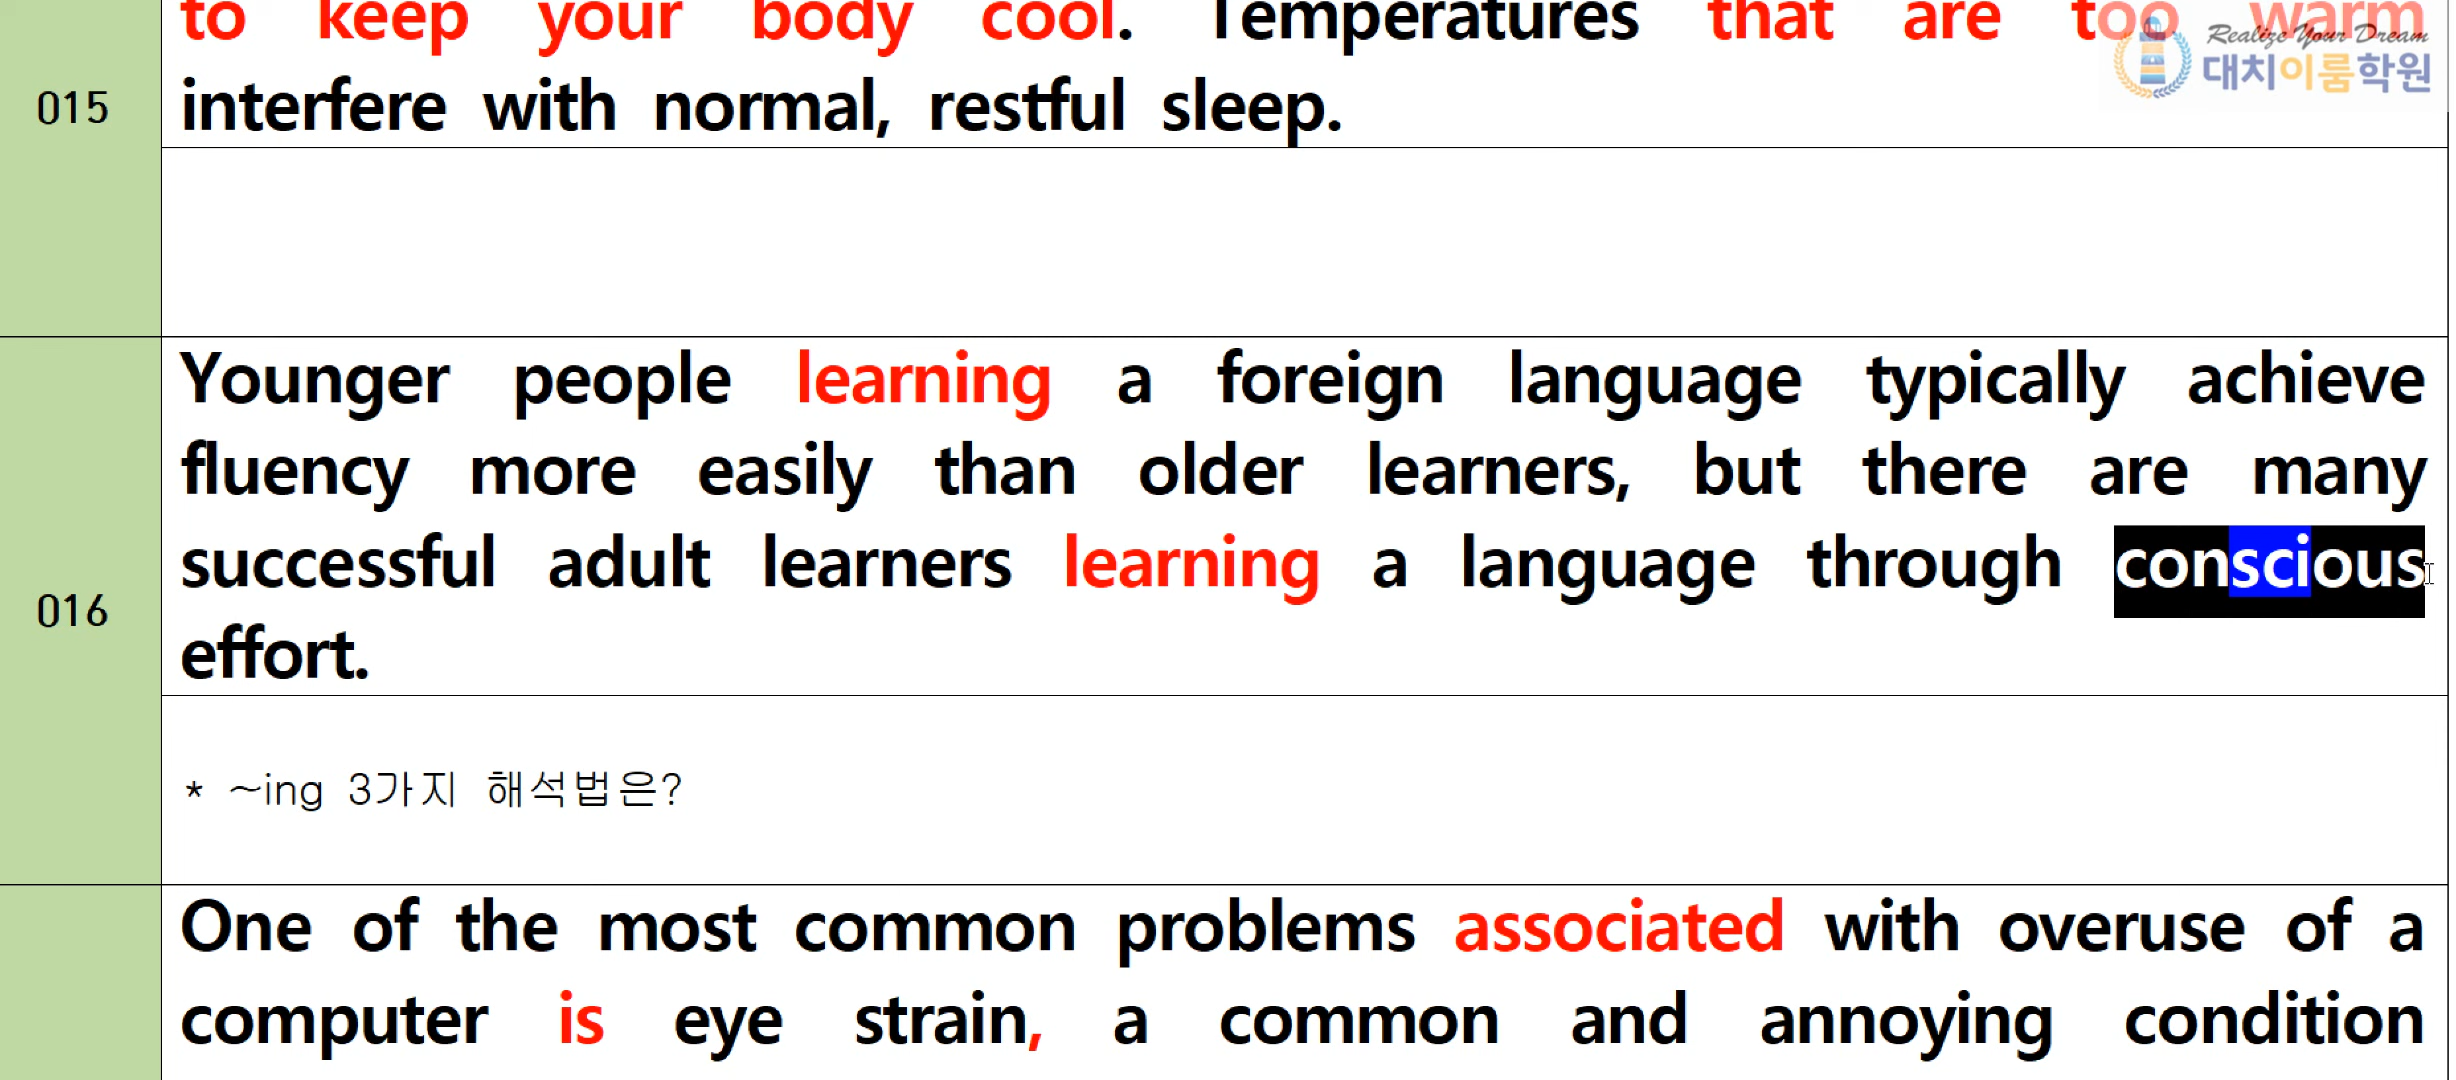 to keep your body cool. Temperatures that are too warm
Realize Your Dream
대치이룸학원
015
interfere with normal, restful sleep.
Younger people learning a foreign language typically achieve
fluency more easily than older learners, but there are many
successful adult learners learning a language through conscious
016
effort.
* ~ing 3가지 해석법은?
One of the most common problems associated with overuse of a
computer is eye strain, a common and annoying condition